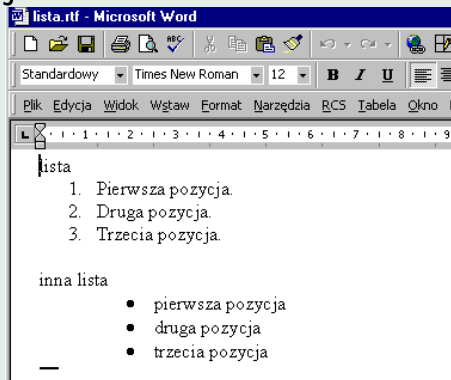 lista.rtf - Microsoft Word
ABC
Standardowy Times New Roman 12 B I U
Plik Edycja Widok Wstaw Format Narzędzia RCS Tabela Okno
1 2 3 4 5 6 7 8 9
lista
1. Pierwsza pozycja.
2. Druga pozycja.
3. Trzecia pozycja.
inna lista
• pierwsza pozycja
• druga pozycja
• trzecia pozycja